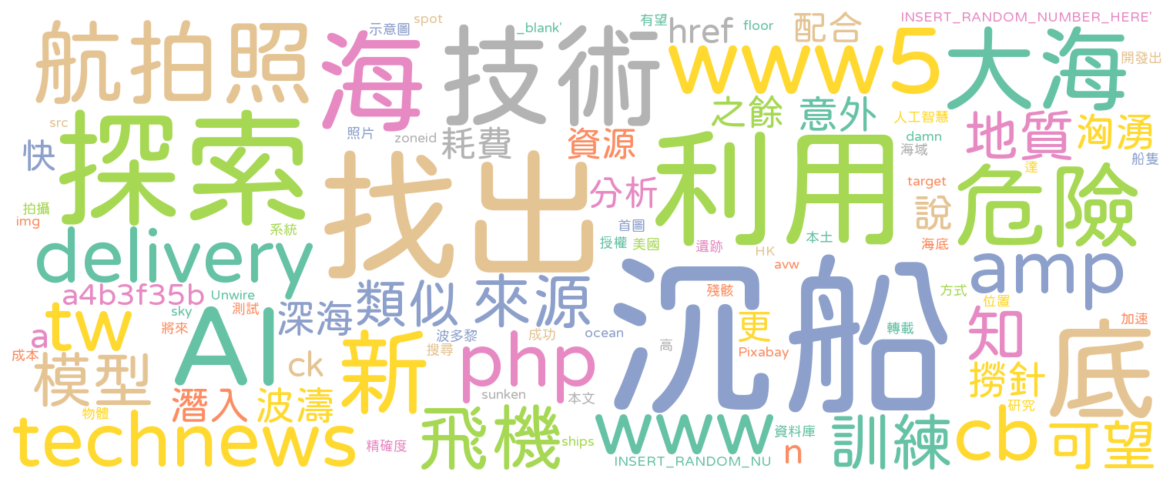 航拍照
海
技術
示意圖
spot
_blank'
有望
href
floor
配合
INSERT_RANDOM_NUMBER_HERE'
www5
大海
開發出
src
探索
照片
zoneid
耗費
資源
之餘
意外
人工智慧
damn
海域
地質
洶湧
船隻
快
拍攝
img
系統
找出
分析
利用
target
達
說
海底
危險
首圖
授權
美國
遺跡
HK
本土
avw
delivery
a4b3f35b
Unwire
sky
測試
將來
深海
類似
來源
沉船
殘骸
轉載
方式
amp
位置
加速
a
tw
成本
模型
AI
ck
新
波多黎
搜尋
成功
ocean
php
sunken
本文
高
更
Pixabay
知
撈針
研究
底
物體
潛入
波濤
technews
精確度
飛機
ships
www
INSERT_RANDOM_NU
資料庫
n
訓練
cb
可望